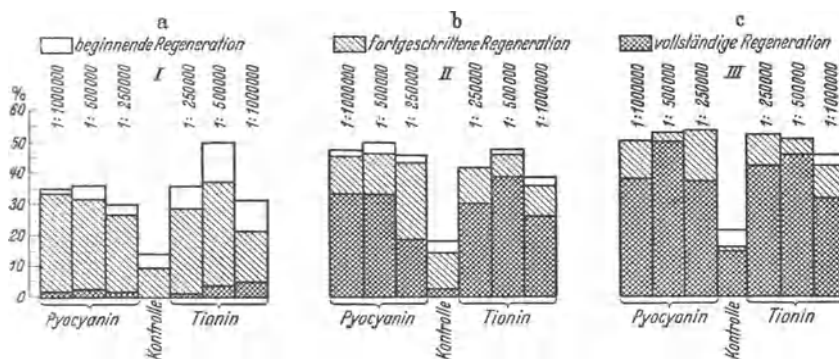 a b c
beginnende Regeneration fortgeschrittene Regeneration vollständige Regeneration
I II III
% 1:1000000 1:500000 1:250000 1:250000 1:500000 1:1000000 1:1000000 1:500000 1:250000 1:250000 1:500000 1:1000000 1:1000000 1:500000 1:250000 1:250000 1:500000 1:1000000
60
50
40
30
20
10
0
Pyocyanin Kontrolle Tionin Pyocyanin Kontrolle Tionin Pyocyanin Kontrolle Tionin